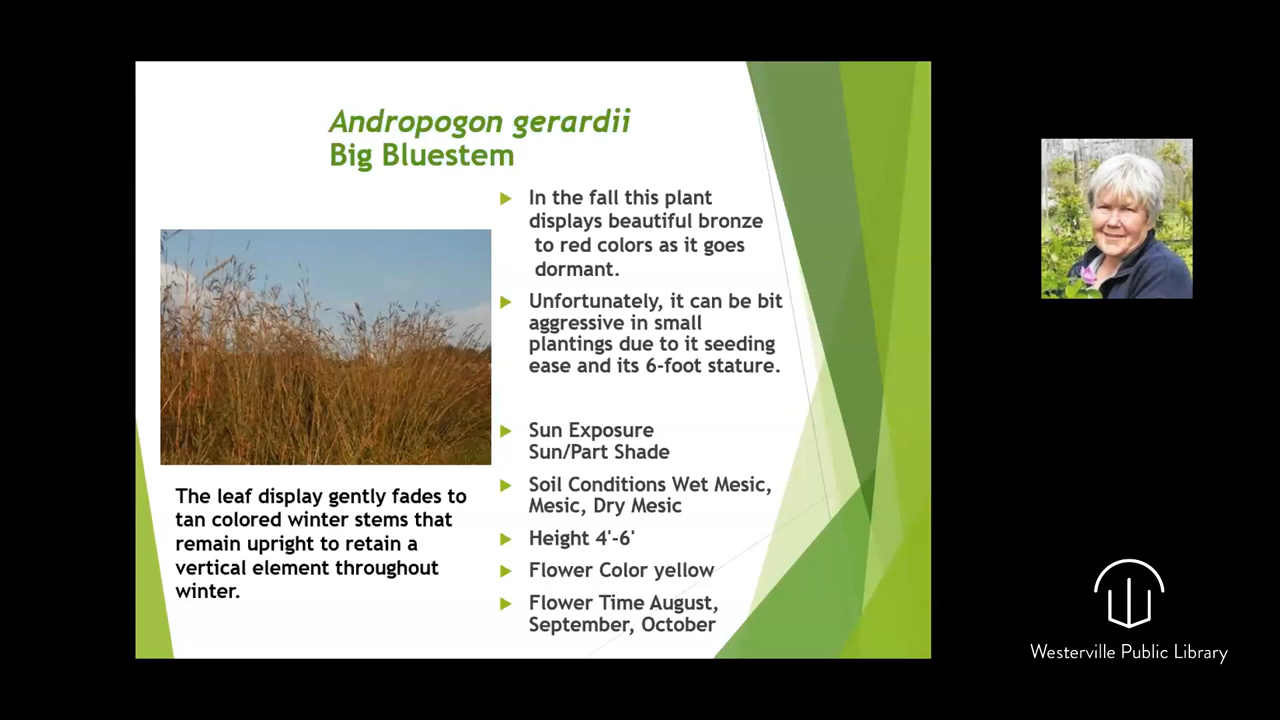 Andropogon gerardii
Big Bluestem
In the fall this plant
displays beautiful bronze
to red colors as it goes
dormant.
Unfortunately, it can be bit
aggressive in small
plantings due to it seeding
ease and its 6-foot stature.
Sun Exposure
Sun/Part Shade
Soil Conditions Wet Mesic,
Mesic, Dry Mesic
Height 4'-6'
Flower Color yellow
Flower Time August,
September, October
The leaf display gently fades to
tan colored winter stems that
remain upright to retain a
vertical element throughout
winter.
Westerville Public Library